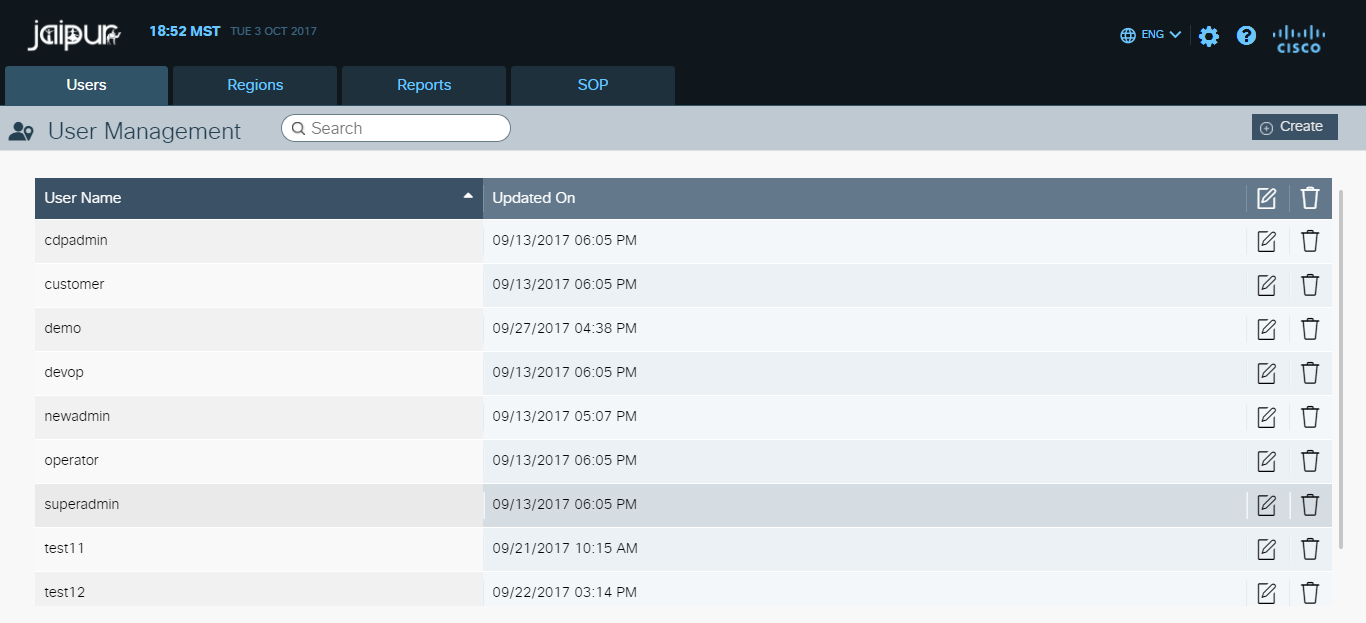 jaipur 18:52 MST TUE 3 OCT 2017 ENG
CISCO
Users Regions Reports SOP
User Management Search Create
User Name Updated On
cdpadmin 09/13/2017 06:05 PM
customer 09/13/2017 06:05 PM
demo 09/27/2017 04:38 PM
devop 09/13/2017 06:05 PM
newadmin 09/13/2017 05:07 PM
operator 09/13/2017 06:05 PM
superadmin 09/13/2017 06:05 PM
test11 09/21/2017 10:15 AM
test12 09/22/2017 03:14 PM